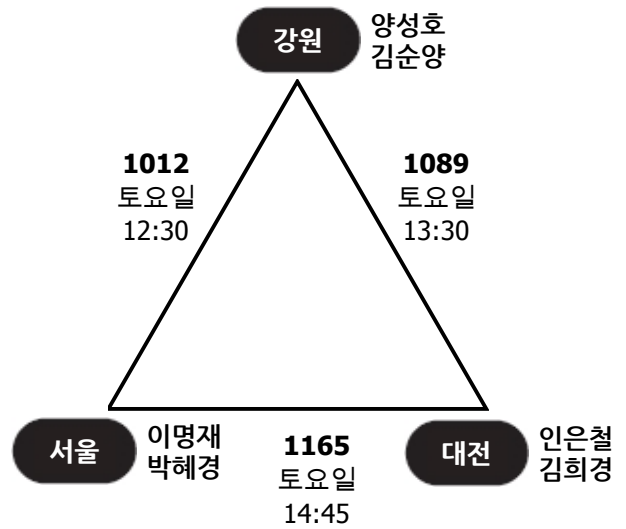 강원
양성호
김순양
1012
토요일
12:30
1089
토요일
13:30
서울
이명재
박혜경
1165
토요일
14:45
대전
인은철
김희경